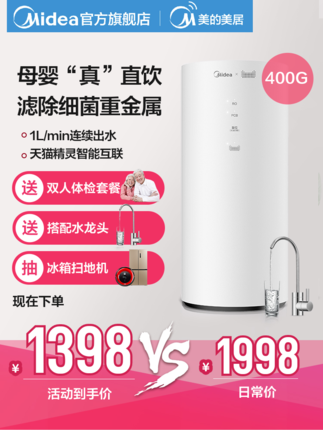 Midea官方旗舰店
美的美居
母婴“真”直饮
滤除细菌重金属
1L/min连续出水
天猫精灵智能互联
送 双人体检套餐
送 搭配水龙头
抽 冰箱扫地机
现在下单
Midea
400G
¥1398
活动到手价
VS
¥1998
日常价